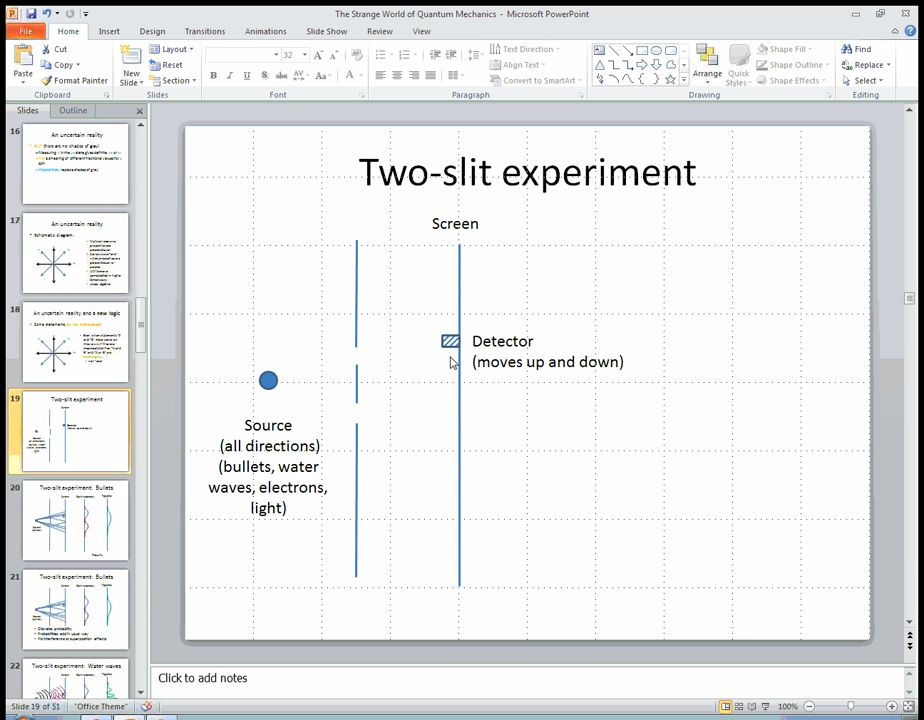 The Strange World of Quantum Mechanics - Microsoft PowerPoint
File Home Insert Design Transitions Animations Slide Show Review View
Paste
Cut
Copy
Format Painter
Clipboard
New Slide
Layout
Reset
Section
Slides
32
B I U S abc AV Aa A
Font
Text Direction
Align Text
Convert to SmartArt
Paragraph
Arrange
Quick Styles
Shape Fill
Shape Outline
Shape Effects
Drawing
Find
Replace
Select
Editing
Slides Outline
16
An uncertain reality
17
An uncertain reality
Schematic diagram:
18
An uncertain reality and a new logic
19
Two-slit experiment
20
Two-slit experiment: Bullets
21
Two-slit experiment: Bullets
22
Two-slit experiment: Water waves
Two-slit experiment
Screen
Detector
(moves up and down)
Source
(all directions)
(bullets, water
waves, electrons,
light)
Click to add notes
Slide 19 of 51 "Office Theme" 100%